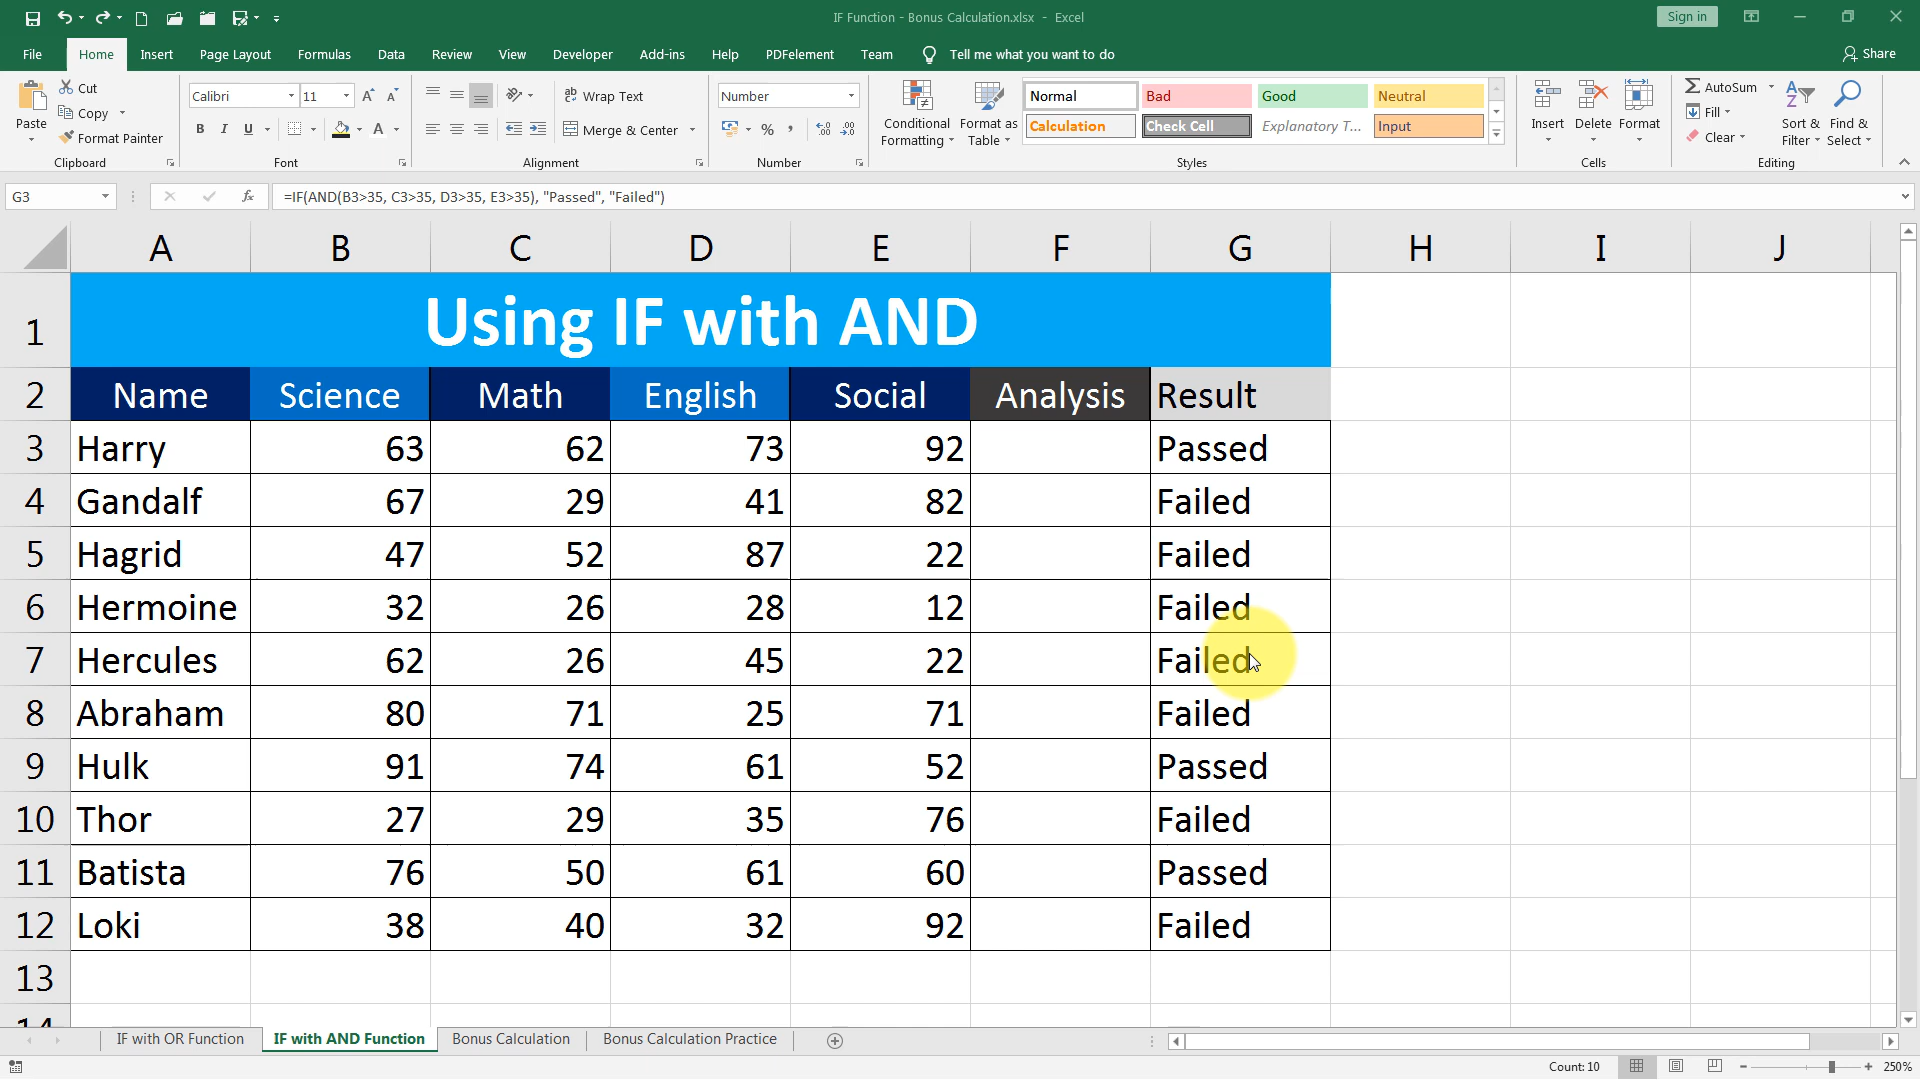 IF Function - Bonus Calculation.xlsx - Excel
Sign in
File Home Insert Page Layout Formulas Data Review View Developer Add-ins Help PDFelement Team Tell me what you want to do Share
Paste
Cut
Copy
Format Painter
Clipboard
Calibri 11
B I U
Font
Wrap Text
Merge & Center
Alignment
Number
%
Number
Conditional Formatting
Format as Table
Normal Bad Good Neutral
Calculation Check Cell Explanatory T... Input
Styles
Insert Delete Format
Cells
AutoSum
Fill
Clear
Sort & Filter
Find & Select
Editing
G3 fx =IF(AND(B3>35, C3>35, D3>35, E3>35), "Passed", "Failed")
A B C D E F G H I J
1 Using IF with AND
2 Name Science Math English Social Analysis Result
3 Harry 63 62 73 92 Passed
4 Gandalf 67 29 41 82 Failed
5 Hagrid 47 52 87 22 Failed
6 Hermoine 32 26 28 12 Failed
7 Hercules 62 26 45 22 Failed
8 Abraham 80 71 25 71 Failed
9 Hulk 91 74 61 52 Passed
10 Thor 27 29 35 76 Failed
11 Batista 76 50 61 60 Passed
12 Loki 38 40 32 92 Failed
13
14
IF with OR Function IF with AND Function Bonus Calculation Bonus Calculation Practice
Count: 10 250%